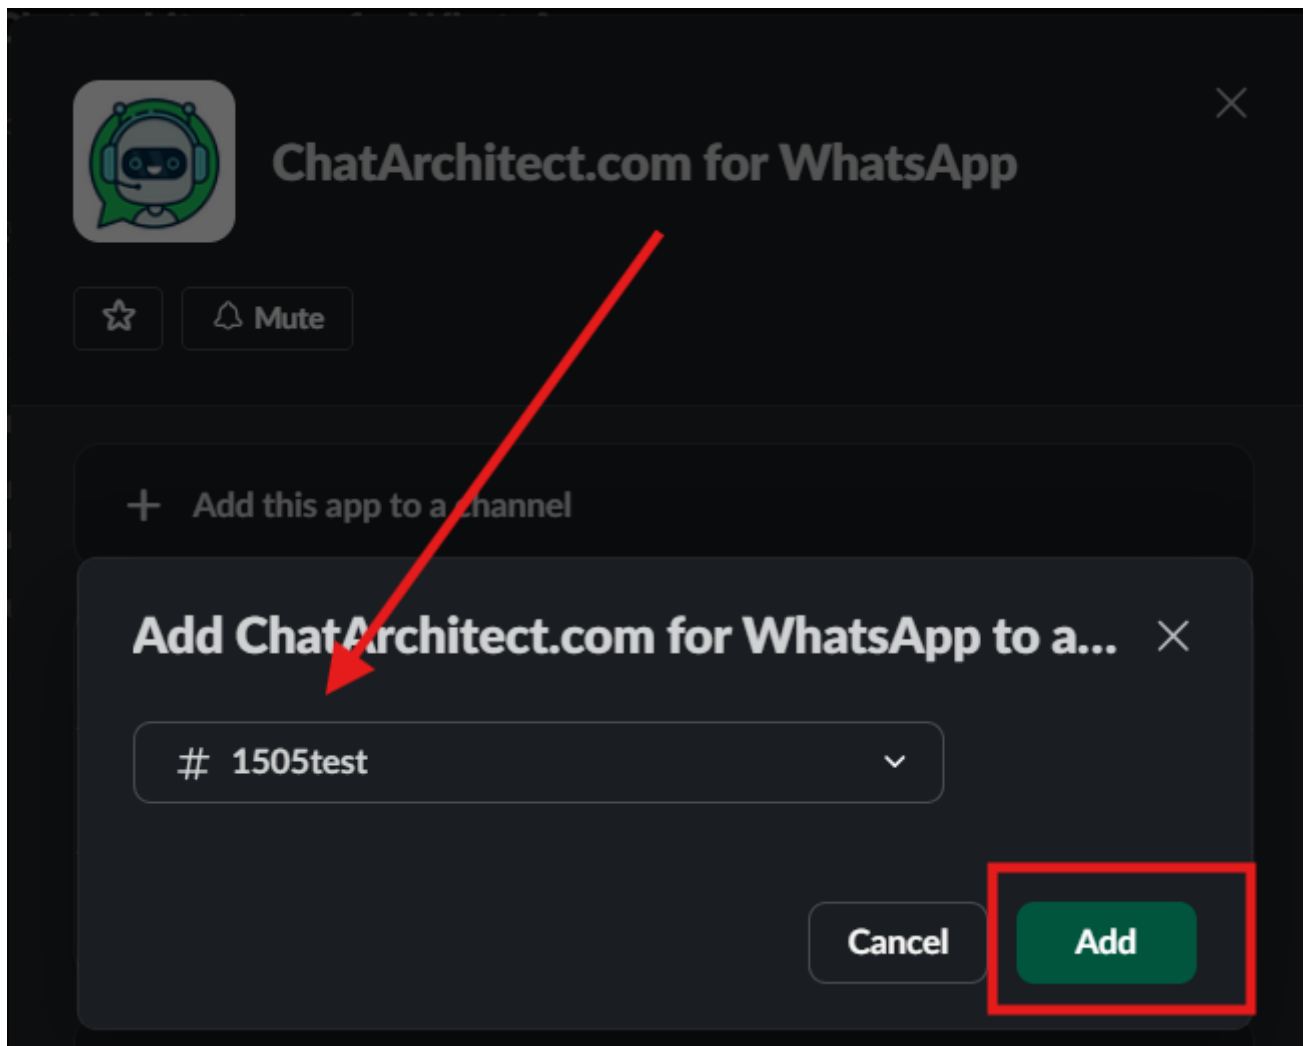 ChatArchitect.com for WhatsApp
Mute
Add this app to a channel
Add ChatArchitect.com for WhatsApp to a...
# 1505test
Cancel
Add